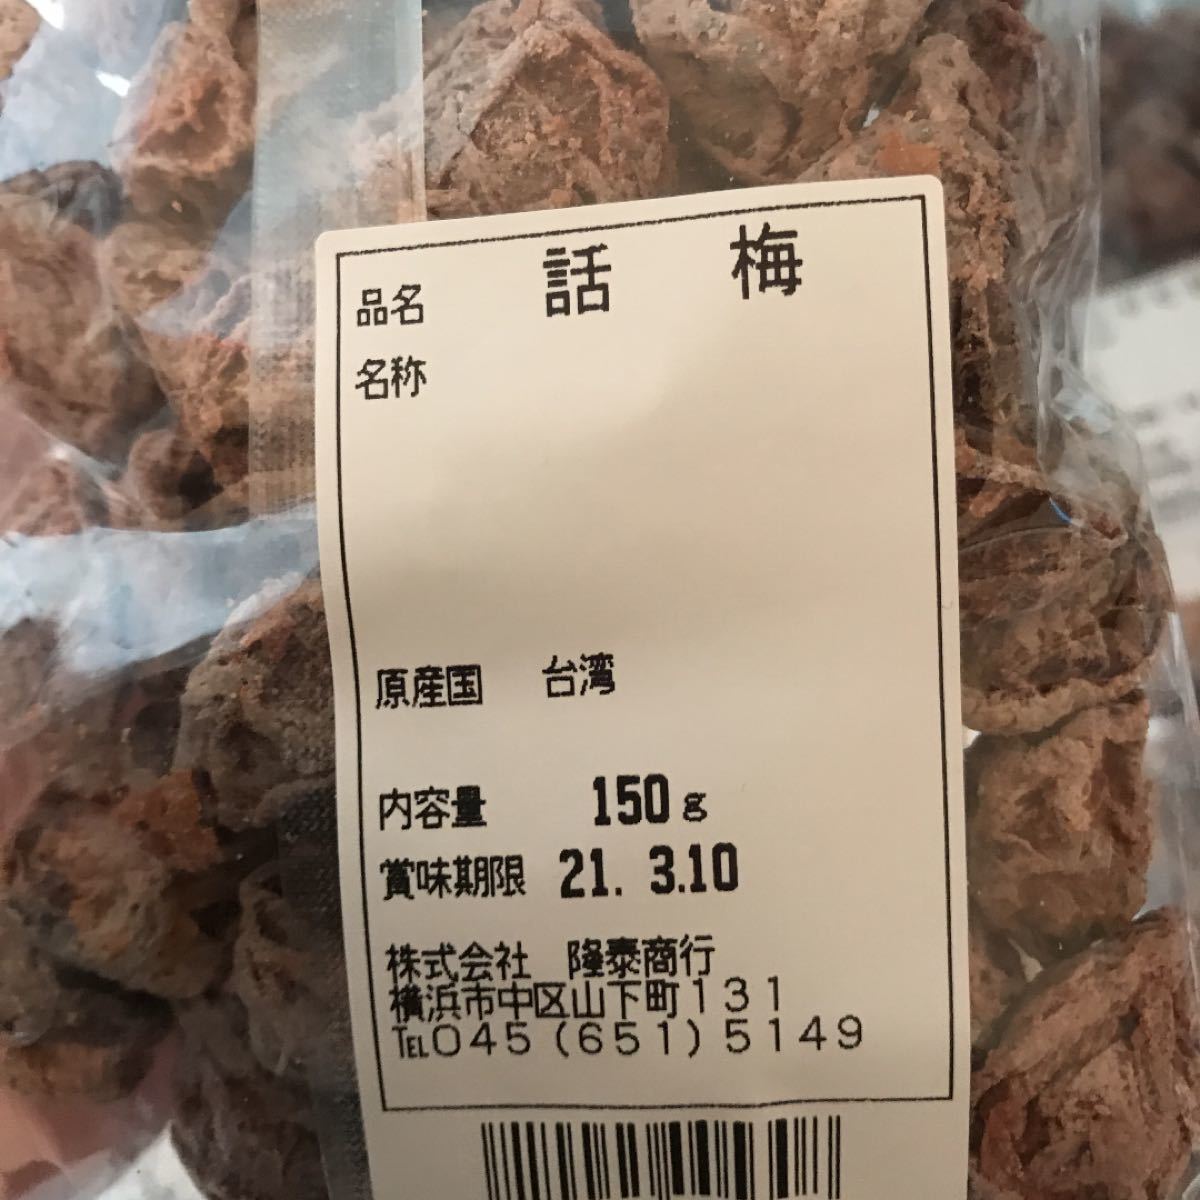 品名　話　梅
名称
原産国　台湾
内容量　150g
賞味期限　21. 3.10
株式会社　隆泰商行
横浜市中区山下町１３１
℡０４５（６５１）５１４９